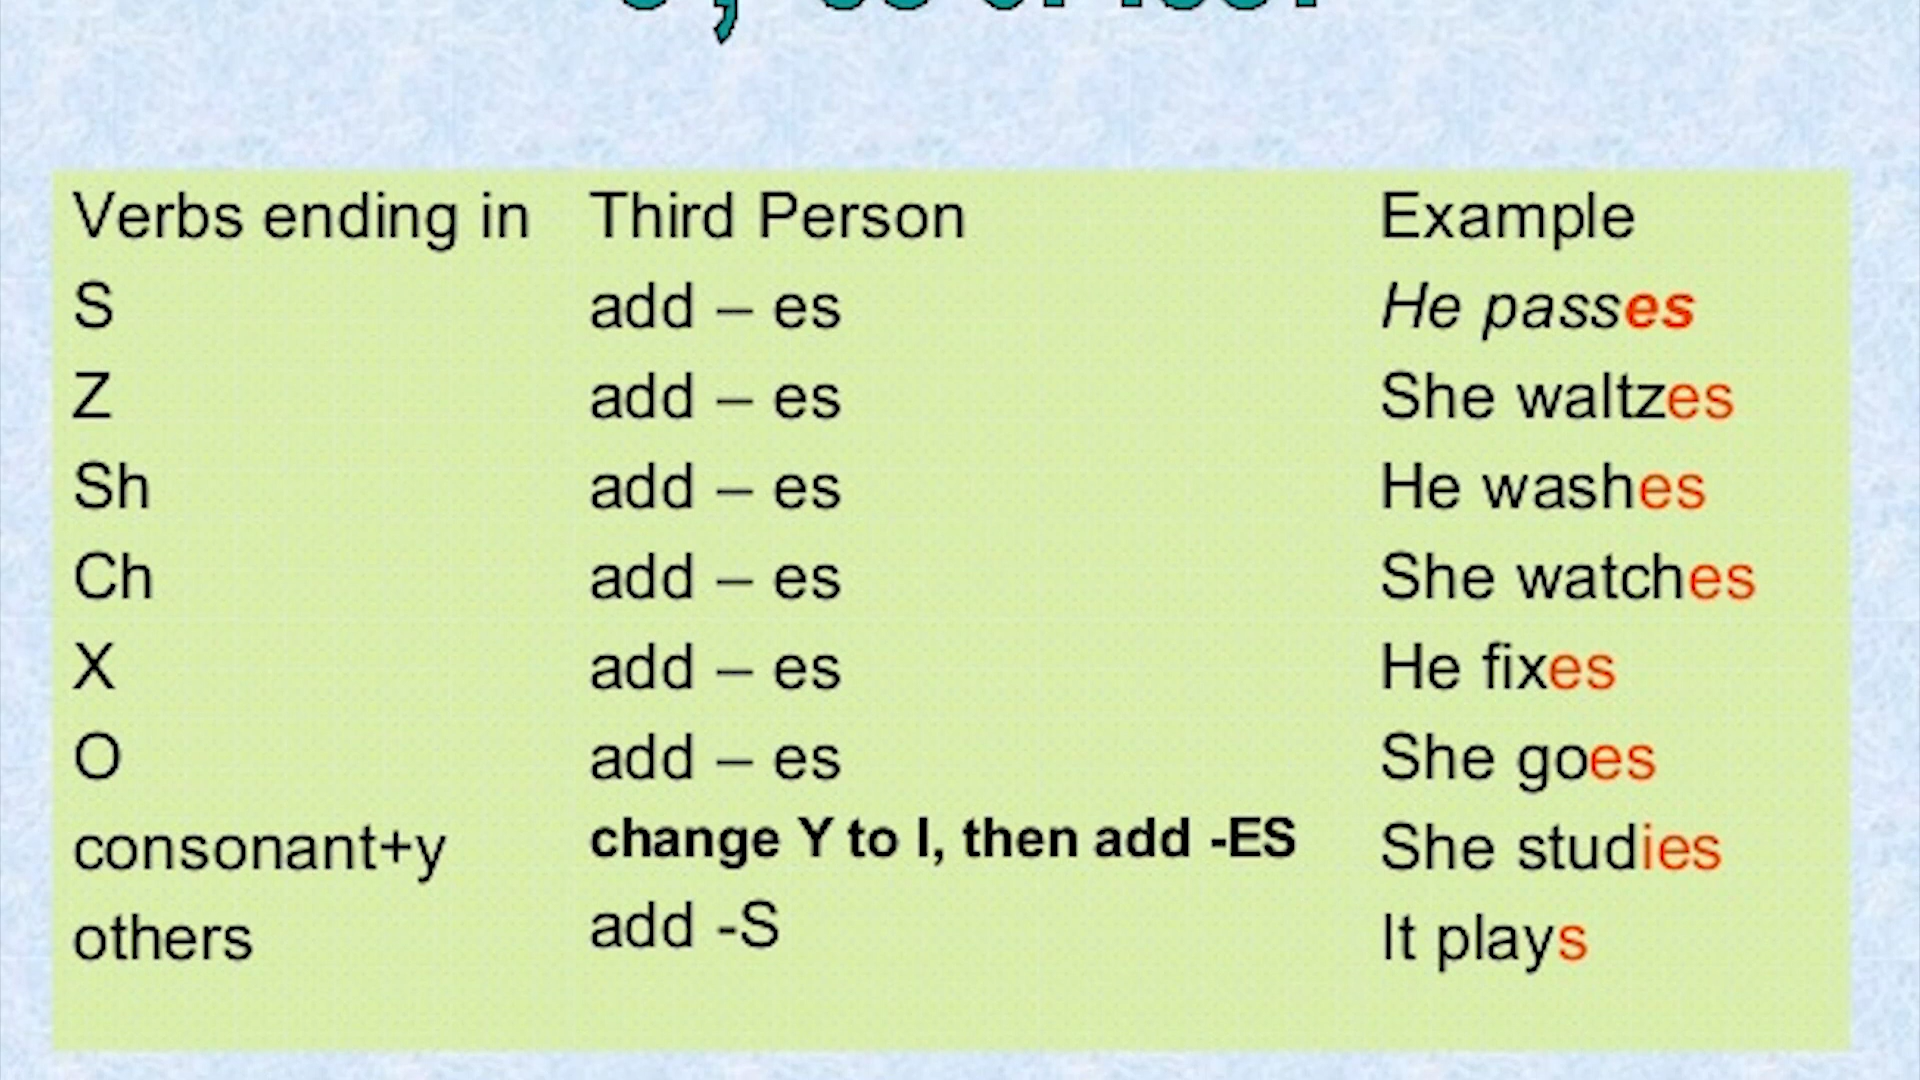 Verbs ending in Third Person Example
S add – es He passes
Z add – es She waltzes
Sh add – es He washes
Ch add – es She watches
X add – es He fixes
O add – es She goes
consonant+y change Y to I, then add -ES She studies
others add -S It plays